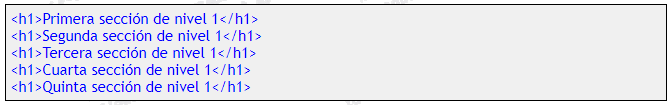 <h1>Primera sección de nivel 1</h1>
<h1>Segunda sección de nivel 1</h1>
<h1>Tercera sección de nivel 1</h1>
<h1>Cuarta sección de nivel 1</h1>
<h1>Quinta sección de nivel 1</h1>